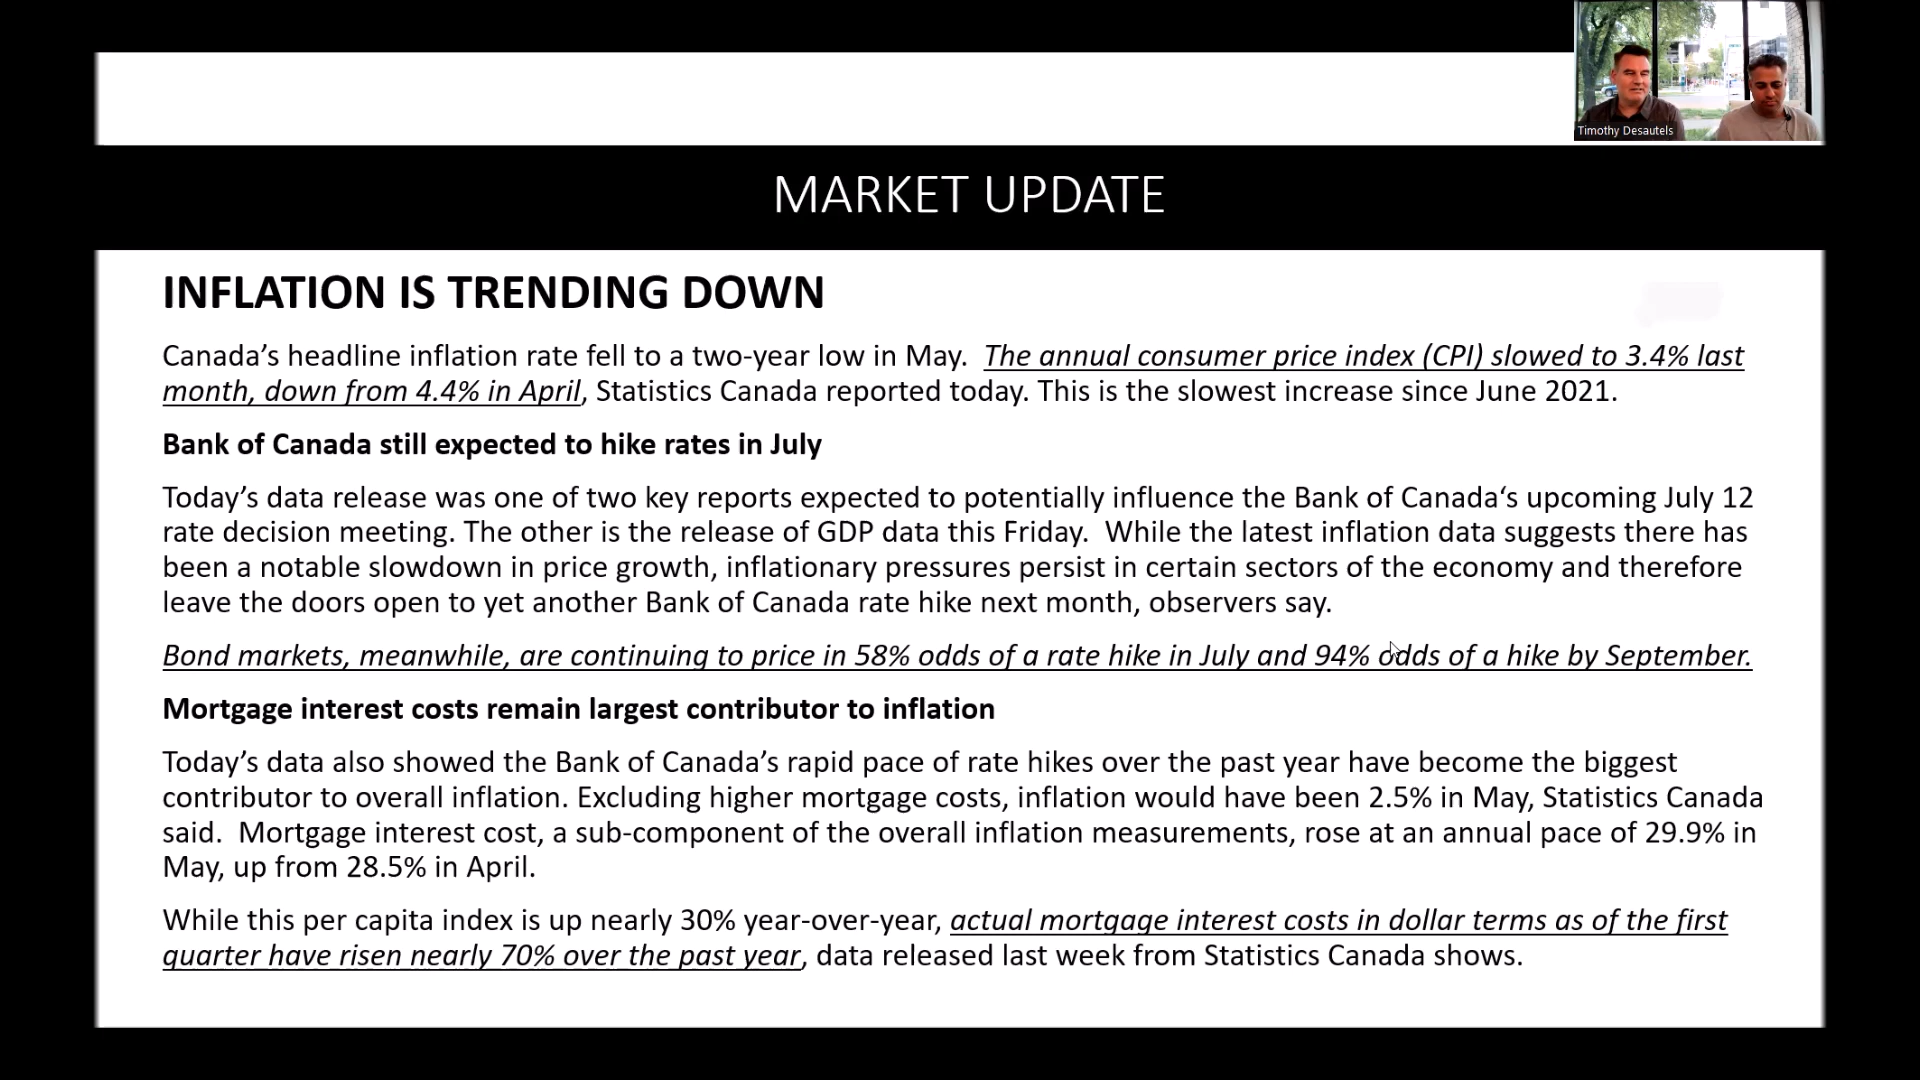 Timothy Desautels
MARKET UPDATE
INFLATION IS TRENDING DOWN
Canada’s headline inflation rate fell to a two-year low in May.  The annual consumer price index (CPI) slowed to 3.4% last
month, down from 4.4% in April, Statistics Canada reported today. This is the slowest increase since June 2021.
Bank of Canada still expected to hike rates in July
Today’s data release was one of two key reports expected to potentially influence the Bank of Canada‘s upcoming July 12
rate decision meeting. The other is the release of GDP data this Friday.  While the latest inflation data suggests there has
been a notable slowdown in price growth, inflationary pressures persist in certain sectors of the economy and therefore
leave the doors open to yet another Bank of Canada rate hike next month, observers say.
Bond markets, meanwhile, are continuing to price in 58% odds of a rate hike in July and 94% odds of a hike by September.
Mortgage interest costs remain largest contributor to inflation
Today’s data also showed the Bank of Canada’s rapid pace of rate hikes over the past year have become the biggest
contributor to overall inflation. Excluding higher mortgage costs, inflation would have been 2.5% in May, Statistics Canada
said.  Mortgage interest cost, a sub-component of the overall inflation measurements, rose at an annual pace of 29.9% in
May, up from 28.5% in April.
While this per capita index is up nearly 30% year-over-year, actual mortgage interest costs in dollar terms as of the first
quarter have risen nearly 70% over the past year, data released last week from Statistics Canada shows.